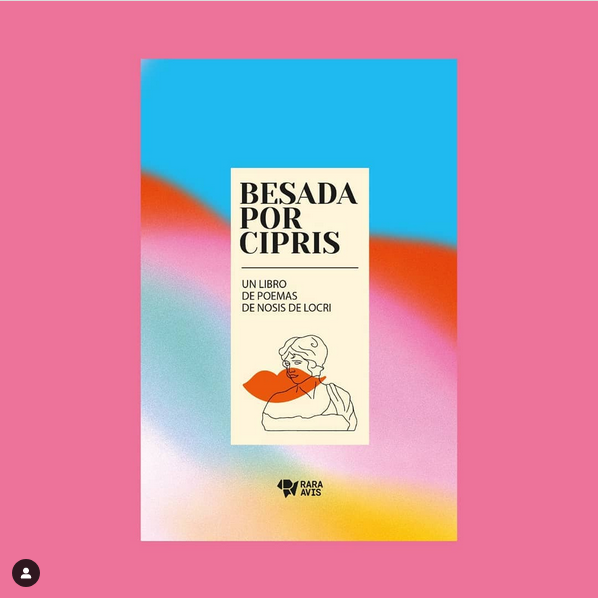 BESADA
POR
CIPRIS
UN LIBRO
DE POEMAS
DE NOSIS DE LOCRI
RARA
AVIS